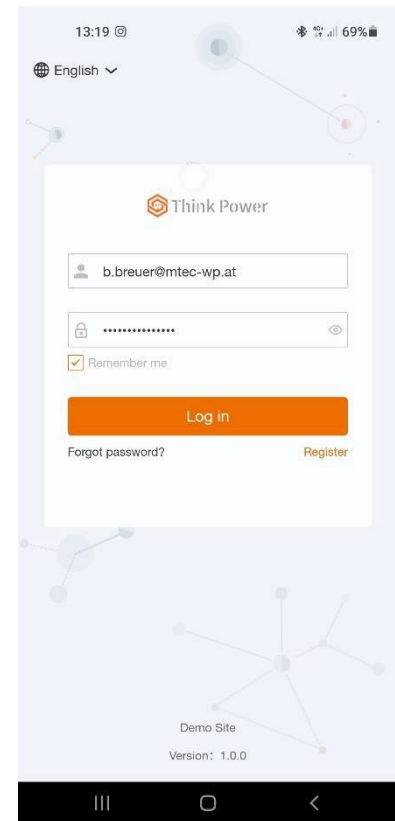 13:19 69%
English
Think Power
b.breuer@mtec-wp.at
•••••••••••••••
Remember me
Log in
Forgot password? Register
Demo Site
Version: 1.0.0